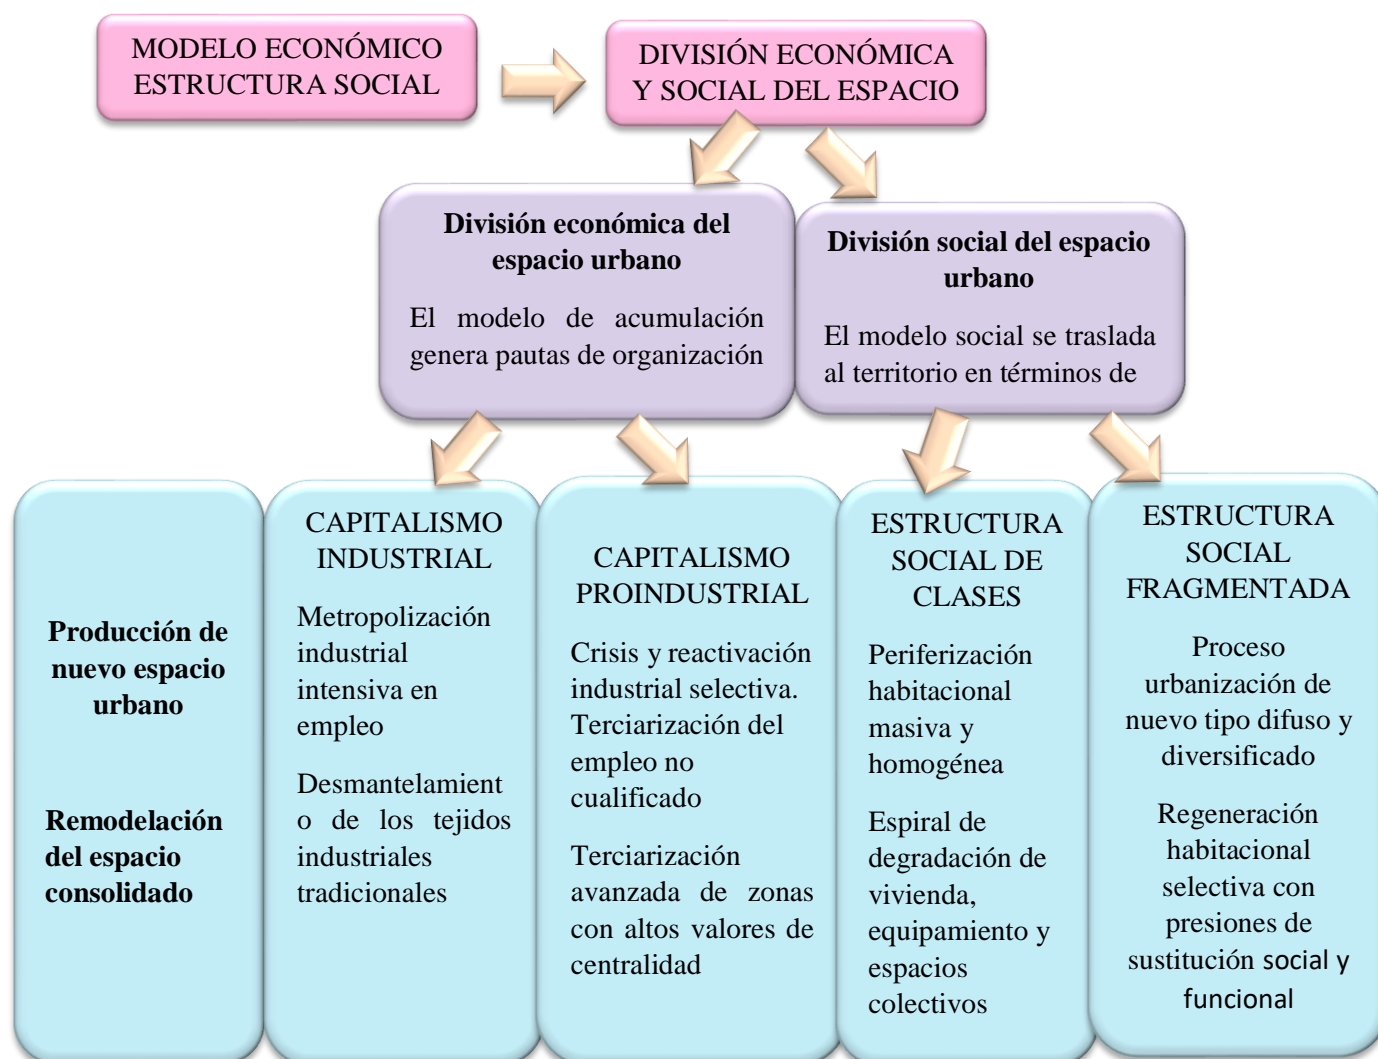 MODELO ECONÓMICO
ESTRUCTURA SOCIAL
DIVISIÓN ECONÓMICA
Y SOCIAL DEL ESPACIO
División económica del
espacio urbano
El modelo de acumulación
genera pautas de organización
División social del espacio
urbano
El modelo social se traslada
al territorio en términos de
Producción de
nuevo espacio
urbano
Remodelación
del espacio
consolidado
CAPITALISMO
INDUSTRIAL
Metropolización
industrial
intensiva en
empleo
Desmantelamient
o de los tejidos
industriales
tradicionales
CAPITALISMO
PROINDUSTRIAL
Crisis y reactivación
industrial selectiva.
Terciarización del
empleo no
cualificado
Terciarización
avanzada de zonas
con altos valores de
centralidad
ESTRUCTURA
SOCIAL DE
CLASES
Periferización
habitacional
masiva y
homogénea
Espiral de
degradación de
vivienda,
equipamiento y
espacios
colectivos
ESTRUCTURA
SOCIAL
FRAGMENTADA
Proceso
urbanización de
nuevo tipo difuso y
diversificado
Regeneración
habitacional
selectiva con
presiones de
sustitución social y
funcional